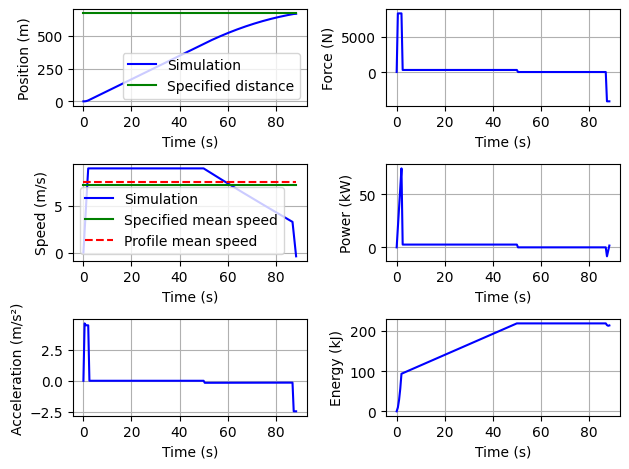 Position (m)
500
250
0
Simulation
Specified distance
0 20 40 60 80
Time (s)
Force (N)
5000
0
0 20 40 60 80
Time (s)
Speed (m/s)
5
0
Simulation
Specified mean speed
Profile mean speed
0 20 40 60 80
Time (s)
Power (kW)
50
0
0 20 40 60 80
Time (s)
Acceleration (m/s²)
2.5
0.0
−2.5
0 20 40 60 80
Time (s)
Energy (kJ)
200
100
0
0 20 40 60 80
Time (s)